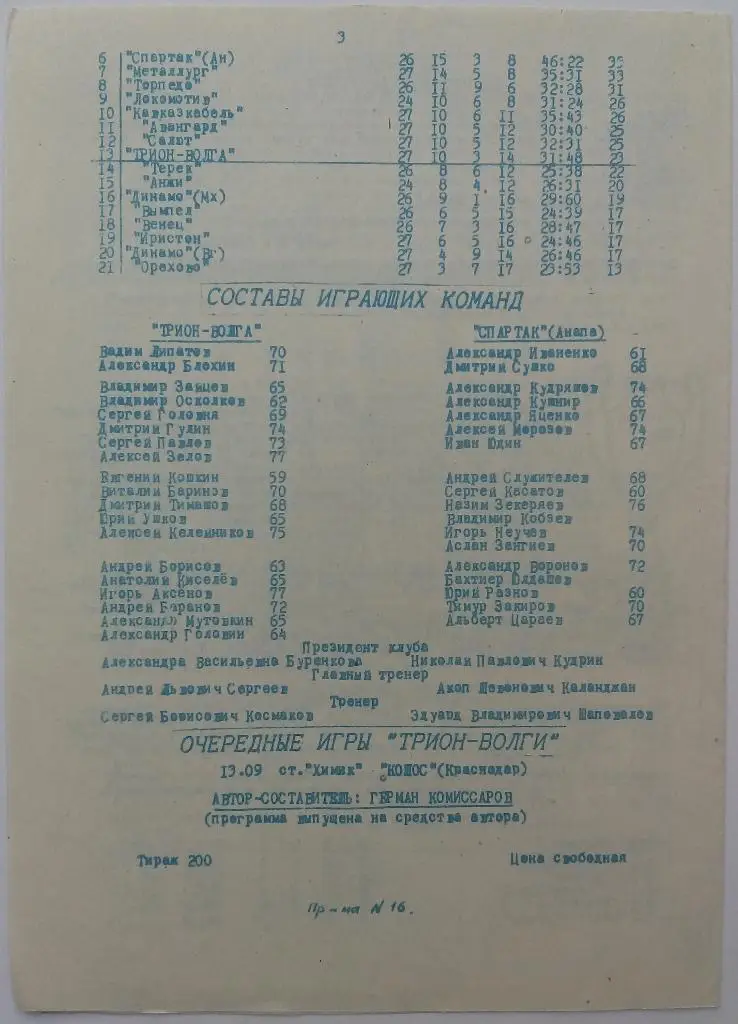 3
6 "Спартак"(Ан) 26 15 3 8 46:22 35
7 "Металлург" 27 14 5 8 35:31 33
8 "Торпедо" 26 11 9 6 32:28 31
9 "Локомотив" 24 10 6 8 31:24 26
10 "Кавказкабель" 27 10 6 11 35:43 26
11 "Авангард" 27 10 5 12 30:40 25
12 "Салют" 27 10 5 12 32:31 25
13 "ТРИОН-ВОЛГА" 27 10 3 14 31:48 23
14 "Терек" 26 8 6 12 25:38 22
15 "Анжи" 24 8 4 12 26:31 20
16 "Динамо"(Мх) 26 9 1 16 29:60 19
17 "Вымпел" 26 6 5 15 24:39 17
18 "Венец" 26 7 3 16 28:47 17
19 "Иристон" 27 6 5 16 24:46 17
20 "Динамо"(Вг) 27 4 9 14 26:46 17
21 "Орехово" 27 3 7 17 23:53 13
СОСТАВЫ ИГРАЮЩИХ КОМАНД
"ТРИОН-ВОЛГА" "СПАРТАК"(Анапа)
Вадим Липатов 70 Александр Иваненко 61
Александр Блохин 71 Дмитрий Сушко 68
Владимир Зайцев 65 Александр Кудряшов 74
Владимир Осколков 62 Александр Кушнир 66
Сергей Головня 69 Александр Яценко 67
Дмитрий Гулин 74 Алексей Морозов 74
Сергей Павлов 73 Иван Юдин 67
Алексей Зелов 77
Евгений Кошкин 59 Андрей Служителев 68
Виталий Баринов 70 Сергей Касатов 60
Дмитрий Тимашов 68 Назим Зекеряев 76
Юрий Ушков 65 Владимир Кобзев
Алексей Келейников 75 Игорь Неучев 74
Аслан Зангиев 70
Андрей Борисов 63 Александр Воронов 72
Анатолий Киселёв 65 Бахтиер Юлдашев
Игорь Аксёнов 77 Юрий Разнов 60
Андрей Баранов 72 Тимур Закиров 70
Александр Мутовкин 65 Альберт Цараев 67
Александр Головин 64
Президент клуба
Александра Васильевна Буренкова Николай Павлович Кудрин
Главный тренер
Андрей Львович Сергеев Акоп Левонович Каланджан
Тренер
Сергей Борисович Космаков Эдуард Владимирович Шаповалов
ОЧЕРЕДНЫЕ ИГРЫ "ТРИОН-ВОЛГИ"
13.09 ст."Химик" "КОЛОС"(Краснодар)
АВТОР-СОСТАВИТЕЛЬ: ГЕРМАН КОМИССАРОВ
(программа выпущена на средства автора)
Тираж 200 Цена свободная
Пр-ма N 16.